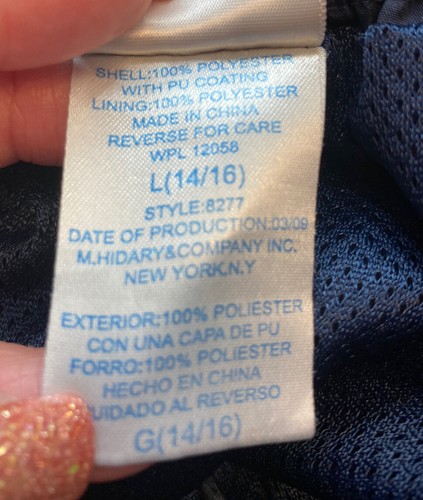 SHELL:100% POLYESTER
WITH PU COATING
LINING:100% POLYESTER
MADE IN CHINA
REVERSE FOR CARE
WPL 12058
L(14/16)
STYLE:8277
DATE OF PRODUCTION:03/09
M.HIDARY&COMPANY INC.
NEW YORK.N.Y
EXTERIOR:100% POLIESTER
CON UNA CAPA DE PU
FORRO:100% POLIESTER
HECHO EN CHINA
UIDADO AL REVERSO
G(14/16)